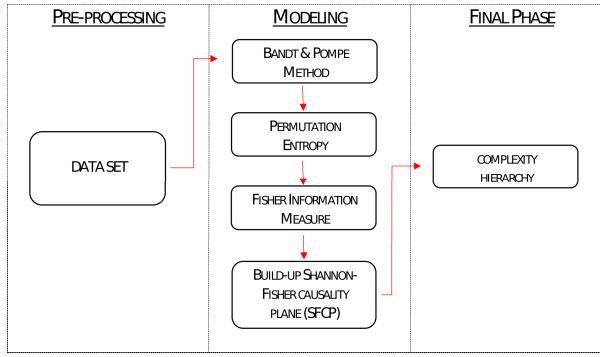 PRE-PROCESSING
MODELING
FINAL PHASE
DATA SET
BANDT & POMPE
METHOD
PERMUTATION
ENTROPY
FISHER INFORMATION
MEASURE
BUILD-UP SHANNON-
FISHER CAUSALITY
PLANE (SFCP)
COMPLEXITY
HIERARCHY